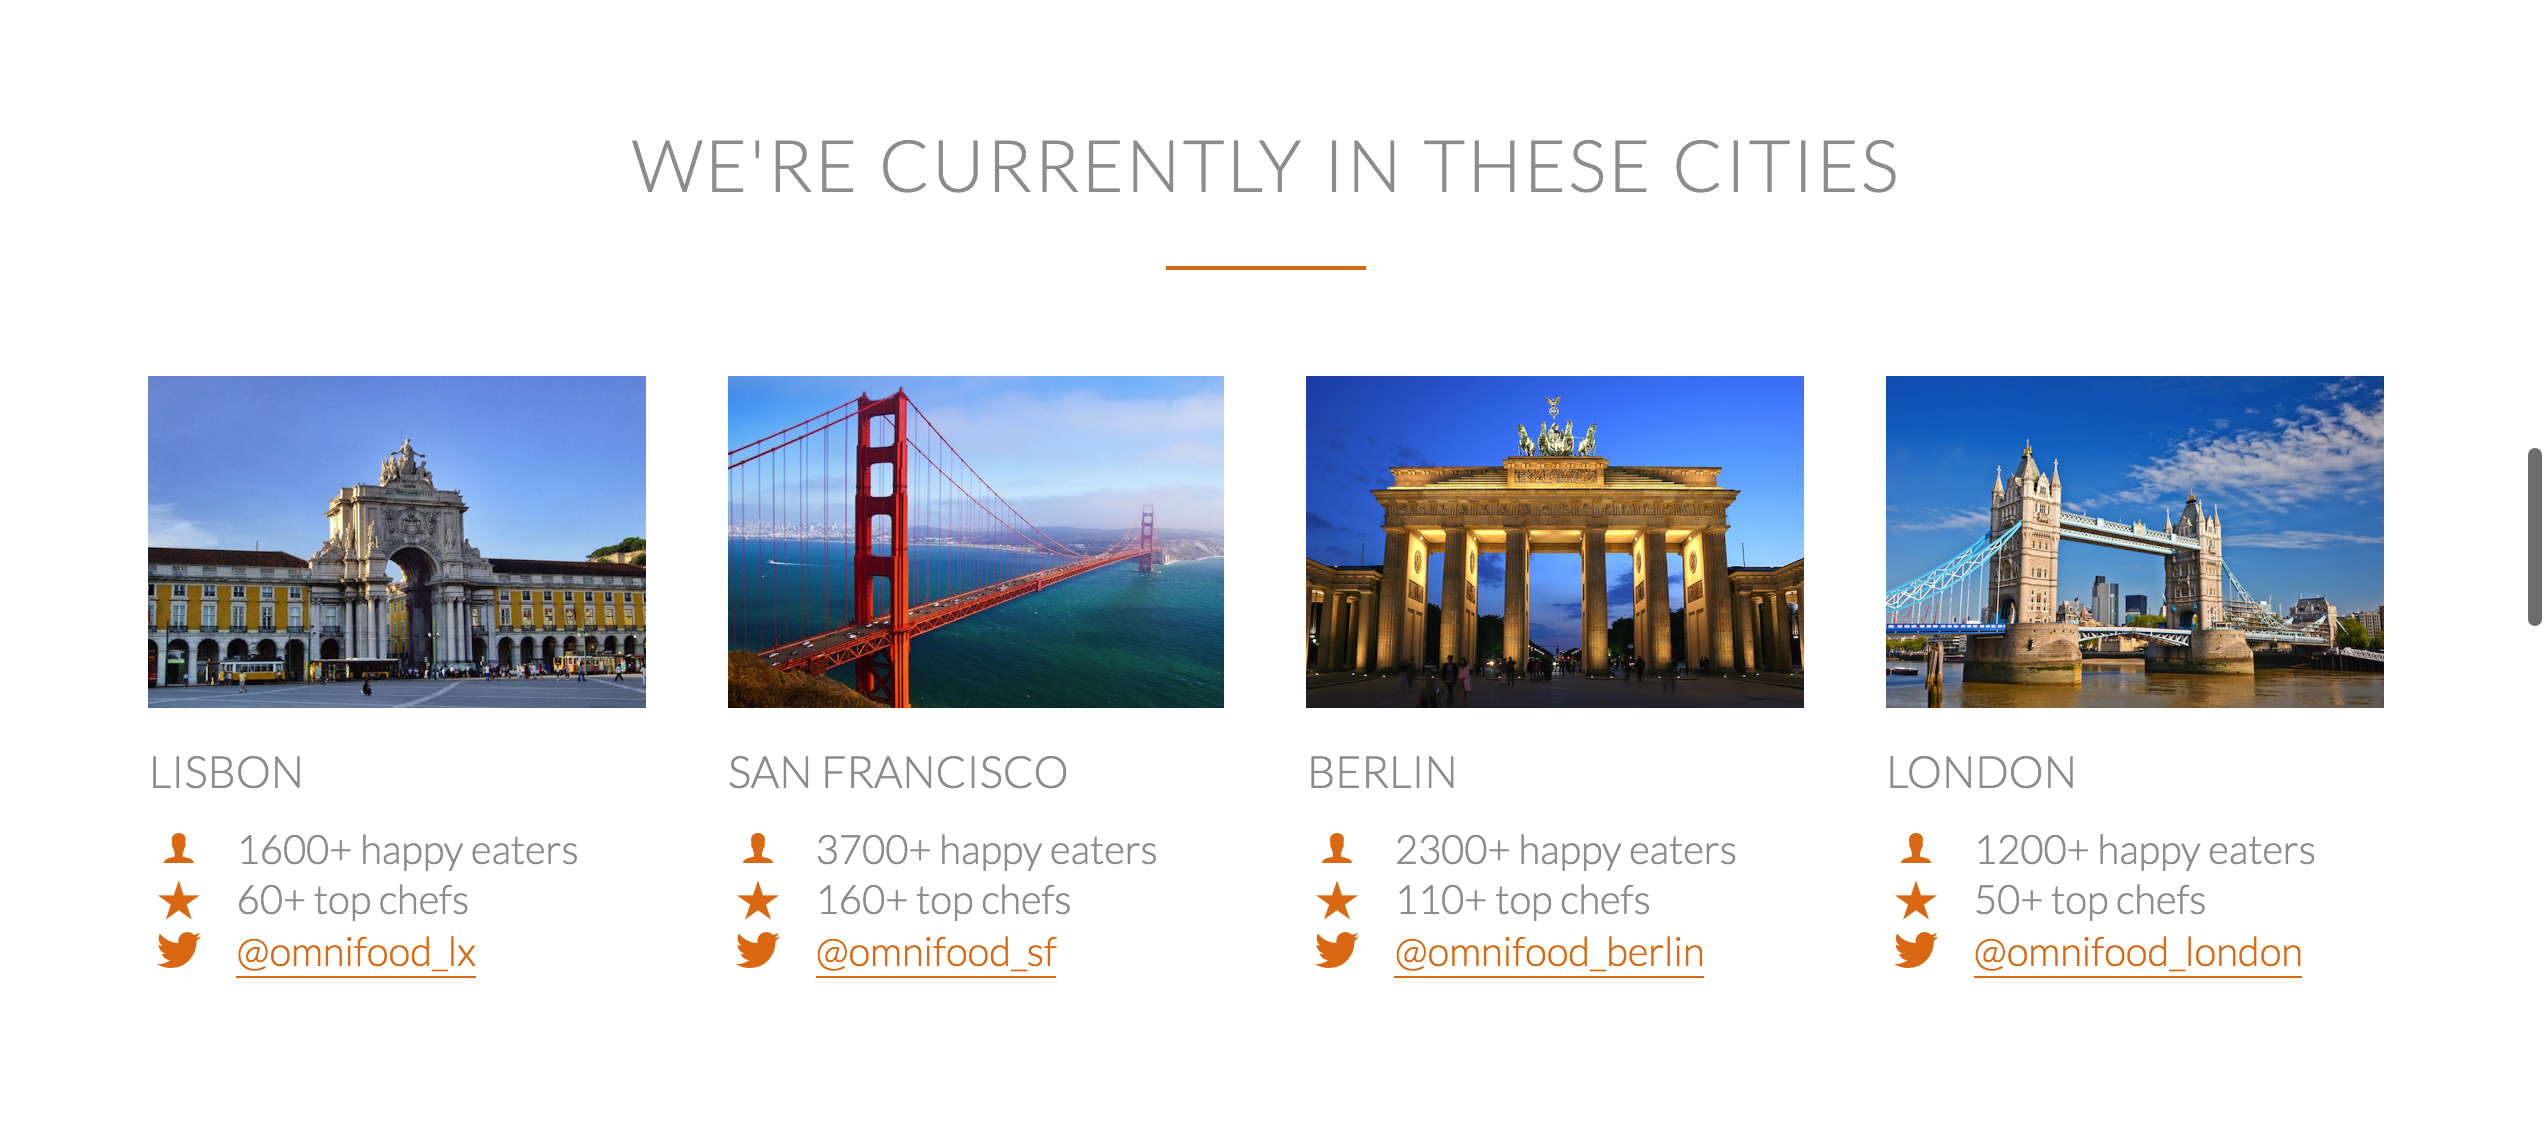 WE'RE CURRENTLY IN THESE CITIES
LISBON
1600+ happy eaters
60+ top chefs
@omnifood_lx
SAN FRANCISCO
3700+ happy eaters
160+ top chefs
@omnifood_sf
BERLIN
2300+ happy eaters
110+ top chefs
@omnifood_berlin
LONDON
1200+ happy eaters
50+ top chefs
@omnifood_london